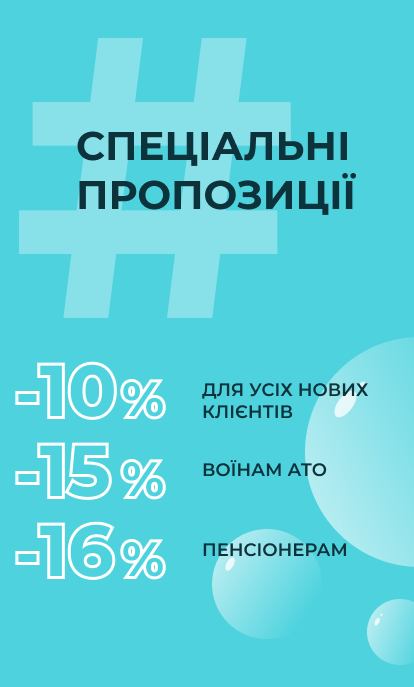 #
СПЕЦІАЛЬНІ
ПРОПОЗИЦІЇ
-10% ДЛЯ УСІХ НОВИХ
КЛІЄНТІВ
-15% ВОЇНАМ АТО
-16% ПЕНСІОНЕРАМ